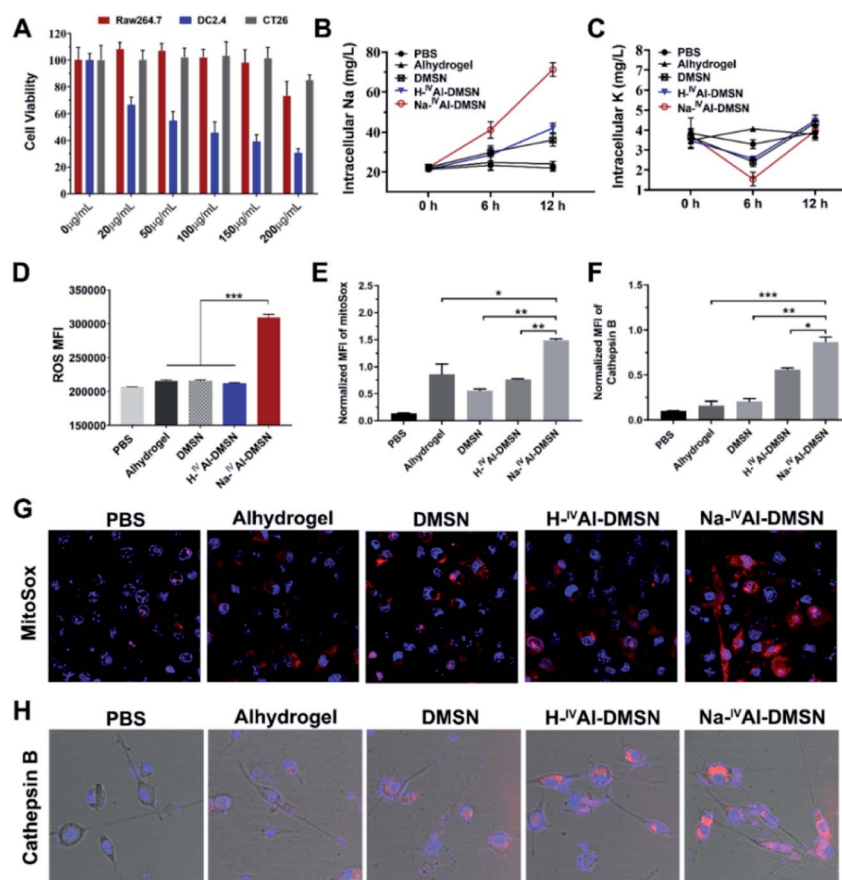 A
Raw264.7 DC2.4 CT26
Cell Viability
140
120
100
80
60
40
20
0
0μg/mL 20μg/mL 50μg/mL 100μg/mL 150μg/mL 200μg/mL
B
Intracellular Na (mg/L)
80
60
40
20
0 h 6 h 12 h
PBS
Alhydrogel
DMSN
H-IVAl-DMSN
Na-IVAl-DMSN
C
Intracellular K (mg/L)
9
8
7
6
5
4
3
2
1
0 h 6 h 12 h
PBS
Alhydrogel
DMSN
H-IVAl-DMSN
Na-IVAl-DMSN
D
ROS MFI
350000
300000
250000
200000
150000
***
PBS Alhydrogel DMSN H-IVAl-DMSN Na-IVAl-DMSN
E
Normalized MFI of mitoSox
2.5
2.0
1.5
1.0
0.5
0.0
*
**
**
PBS Alhydrogel DMSN H-IVAl-DMSN Na-IVAl-DMSN
F
Normalized MFI of
Cathepsin B
1.5
1.0
0.5
0.0
***
**
*
PBS Alhydrogel DMSN H-IVAl-DMSN Na-IVAl-DMSN
G
PBS Alhydrogel DMSN H-IVAl-DMSN Na-IVAl-DMSN
MitoSox
H
PBS Alhydrogel DMSN H-IVAl-DMSN Na-IVAl-DMSN
Cathepsin B